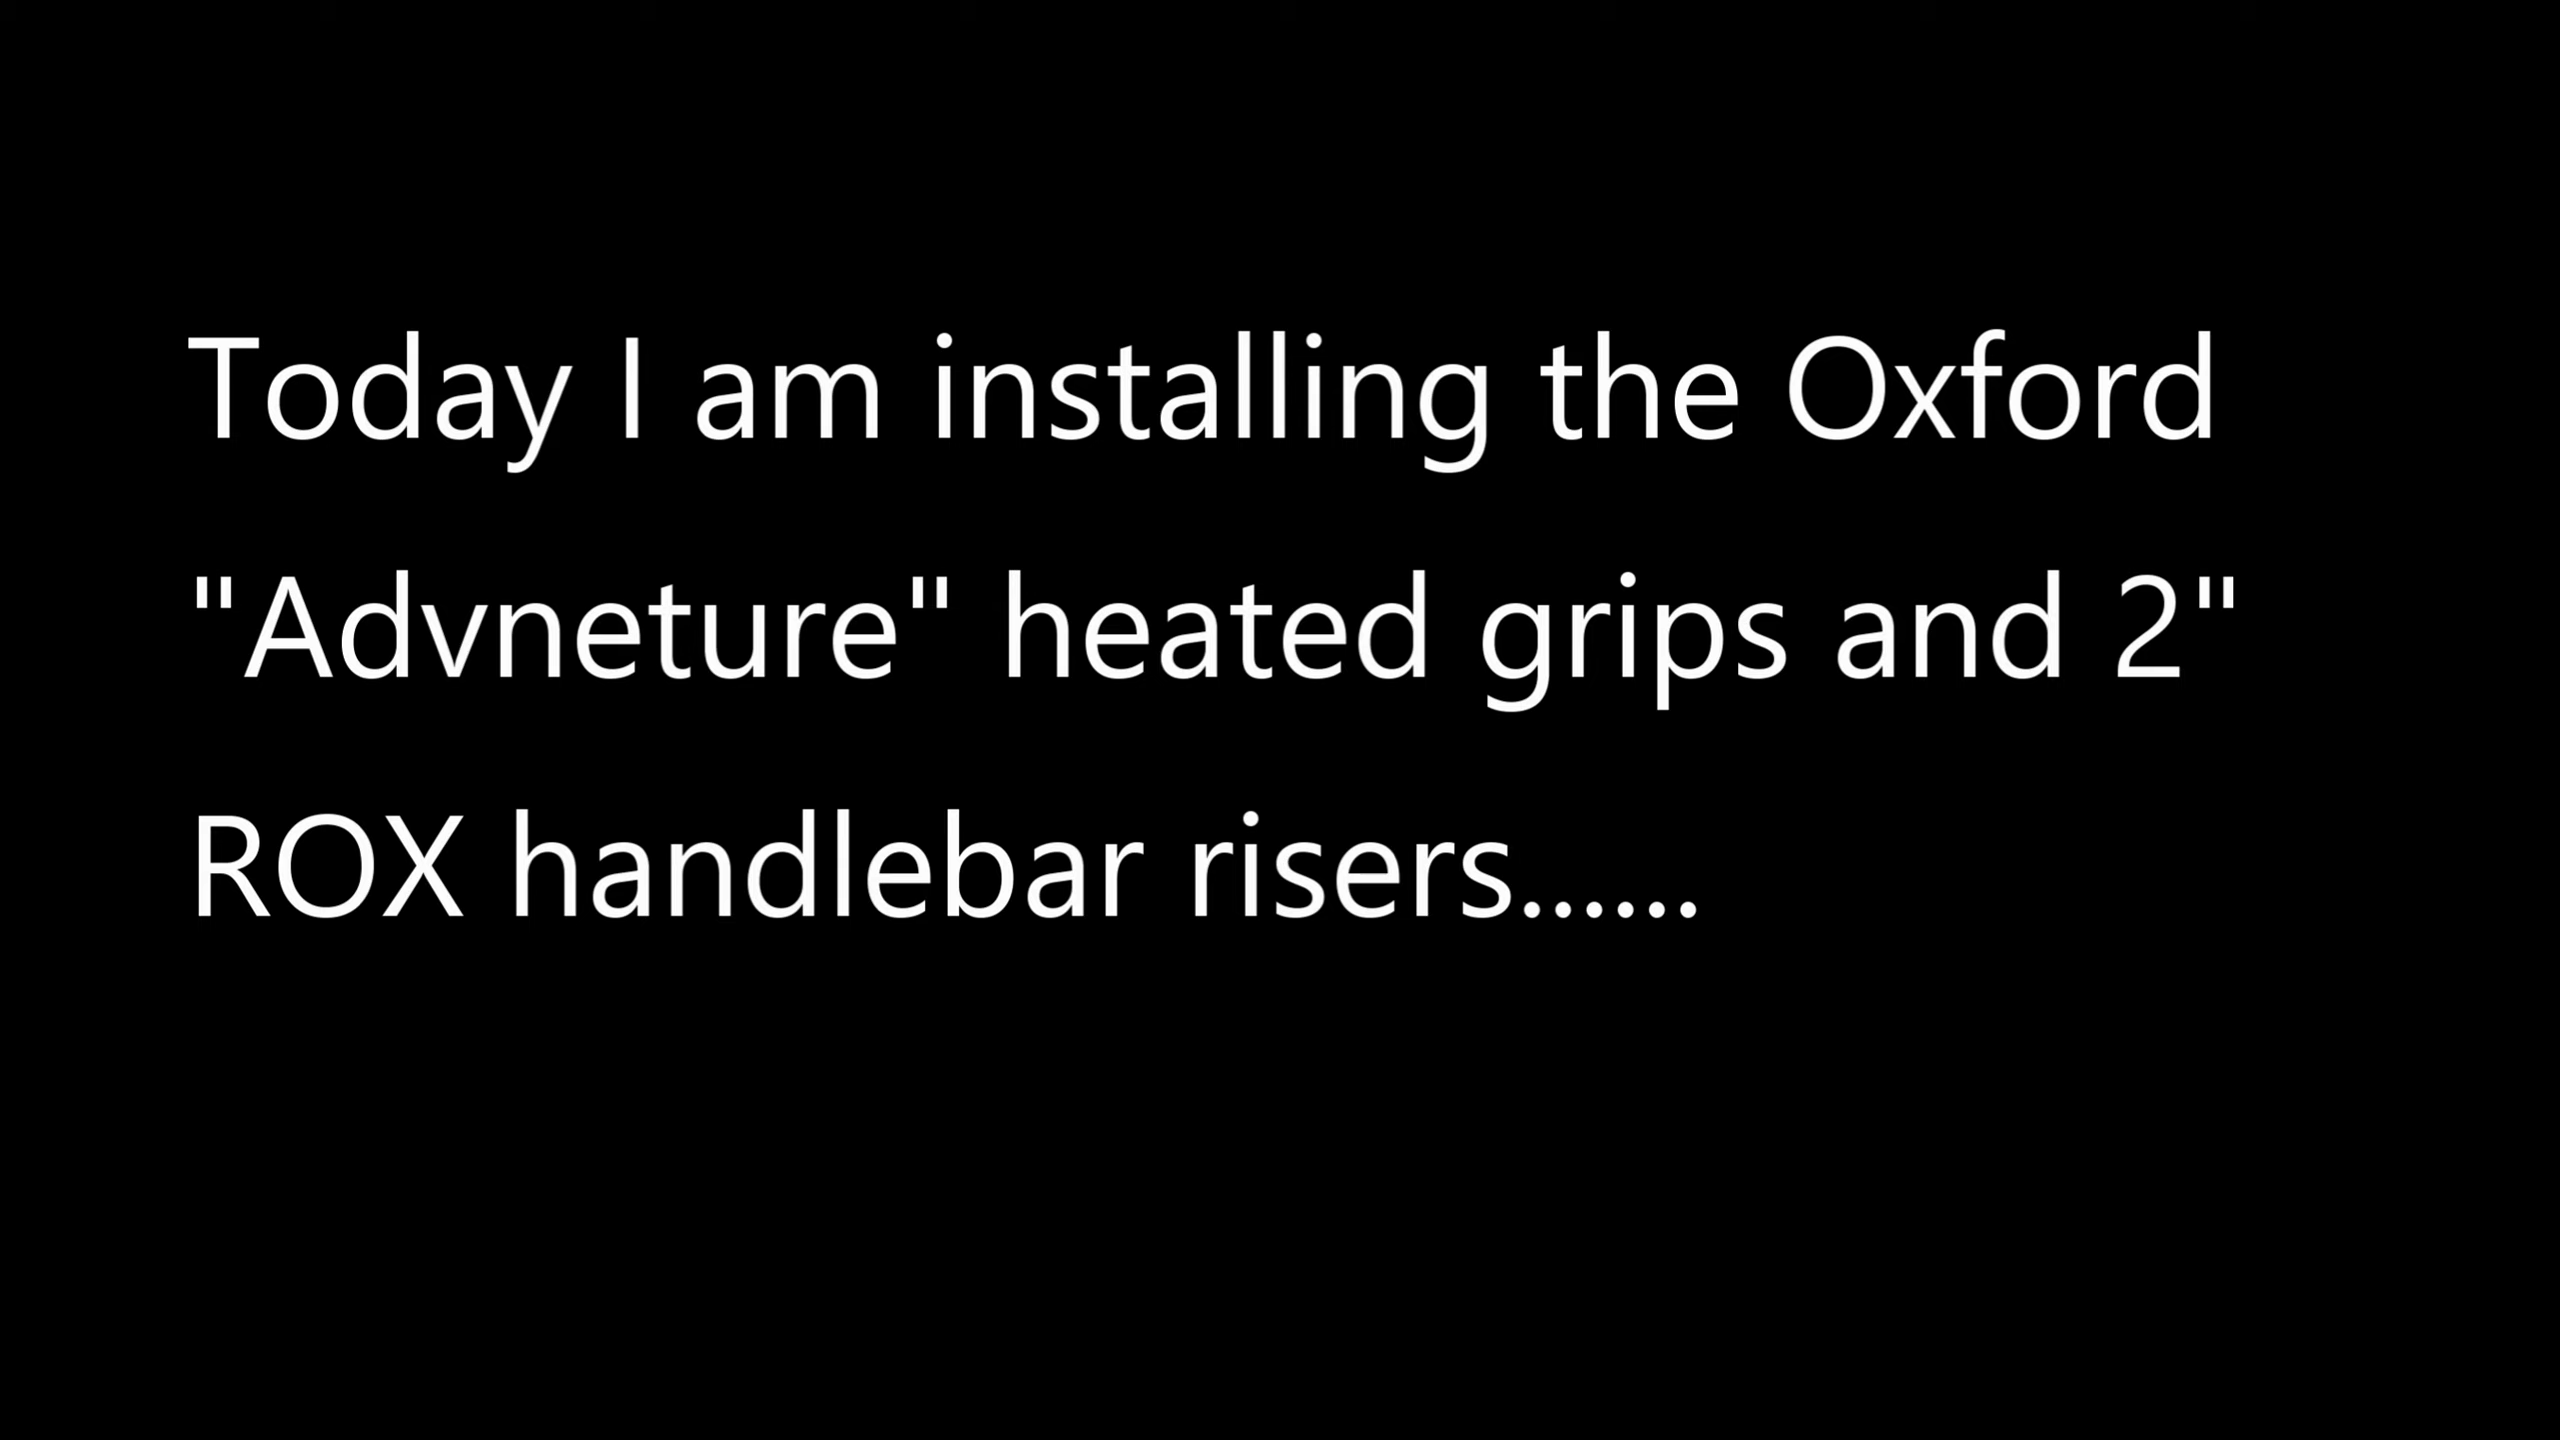 Today I am installing the Oxford
"Advneture" heated grips and 2"
ROX handlebar risers......